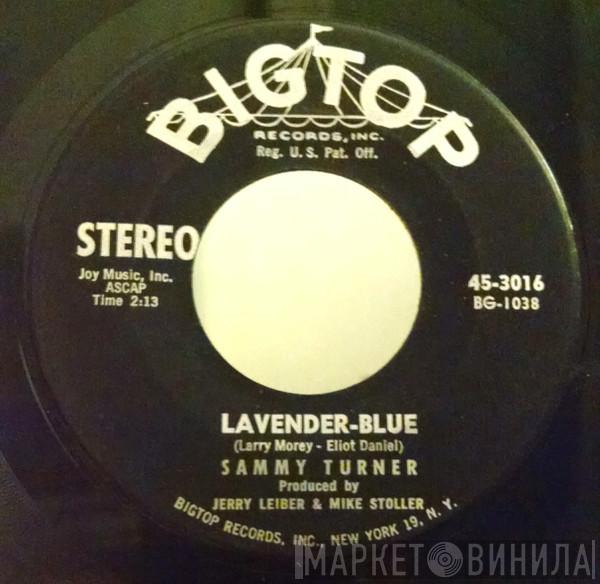 BIGTOP
RECORDS, INC.
Reg. U. S. Pat. Off.
STEREO
Joy Music, Inc.
ASCAP
Time 2:13
45-3016
BG-1038
LAVENDER-BLUE
(Larry Morey - Eliot Daniel)
SAMMY TURNER
Produced by
JERRY LEIBER & MIKE STOLLER
BIGTOP RECORDS, INC., NEW YORK 19, N. Y.
МАРКЕТ ВИНИЛА